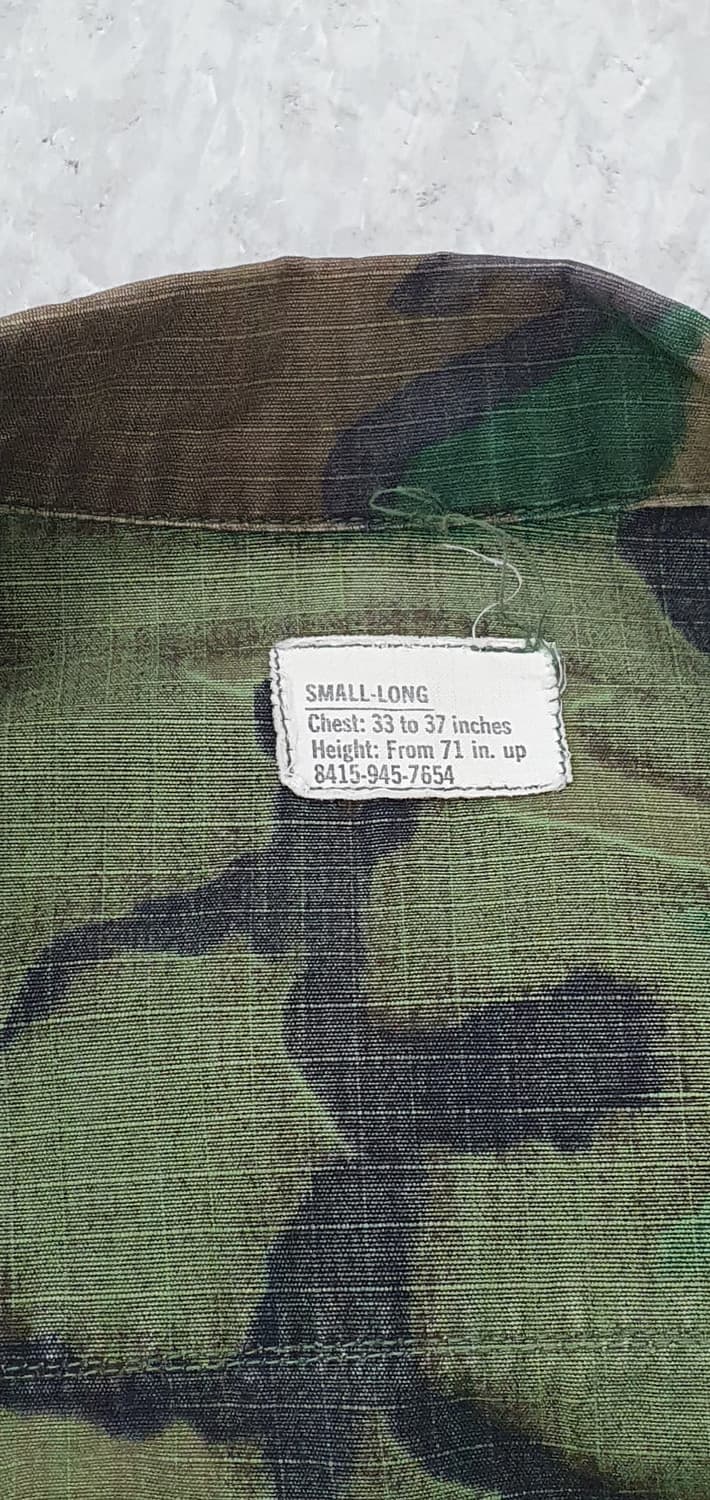 SMALL-LONG
Chest: 33 to 37 inches
Height: From 71 in. up
8415-945-7654